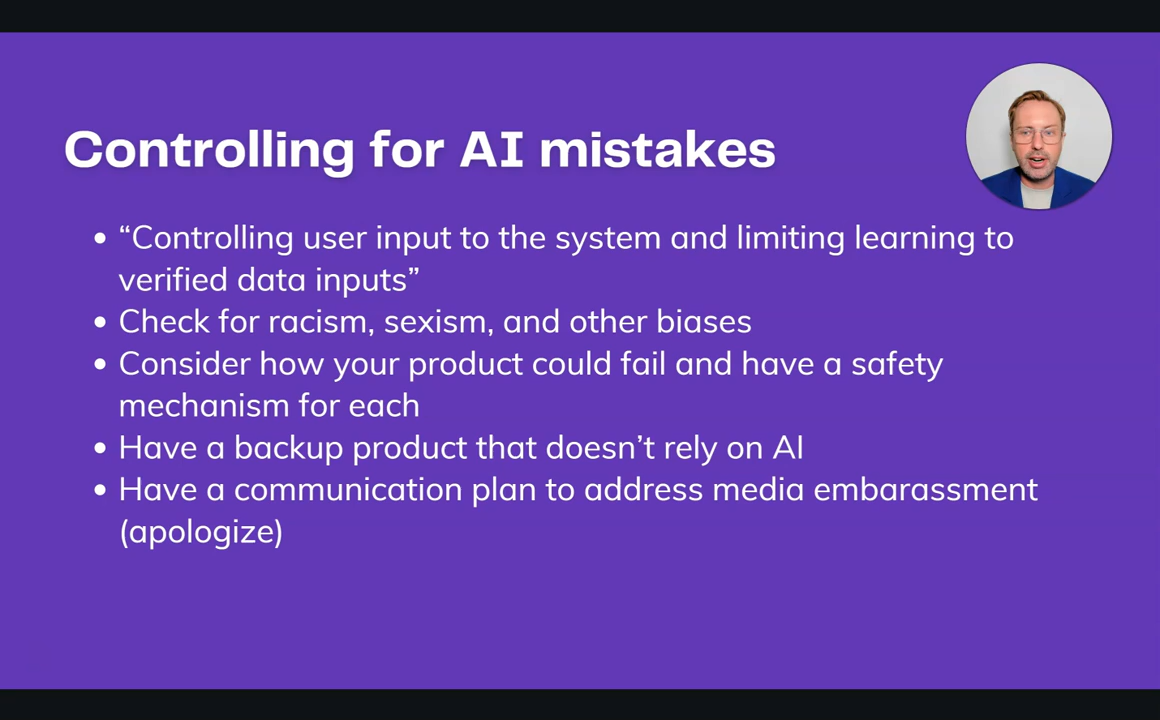 Controlling for AI mistakes
• “Controlling user input to the system and limiting learning to
verified data inputs”
• Check for racism, sexism, and other biases
• Consider how your product could fail and have a safety
mechanism for each
• Have a backup product that doesn’t rely on AI
• Have a communication plan to address media embarassment
(apologize)